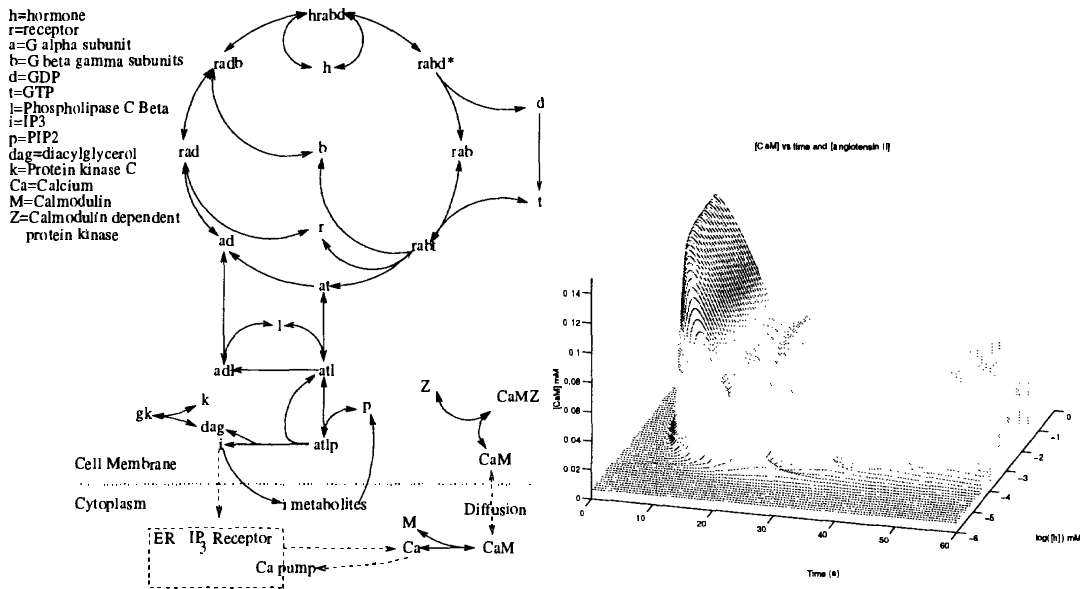 h=hormone
r=receptor
a=G alpha subunit
b=G beta gamma subunits
d=GDP
t=GTP
l=Phospholipase C Beta
i=IP3
p=PIP2
dag=diacylglycerol
k=Protein kinase C
Ca=Calcium
M=Calmodulin
Z=Calmodulin dependent
protein kinase
hrabd
radb
h
rabd*
d
rad
b
rab
t
r
ad
rabt
at
l
adl
atl
Z
CaMZ
k
gk
p
dag
i
atlp
CaM
Cell Membrane
Cytoplasm
i metabolites
Diffusion
M
ER IP3 Receptor
Ca
CaM
Ca pump
[CaM] vs time and [angiotensin II]
[CaM] mM
0.14
0.12
0.1
0.08
0.06
0.04
0.02
0
0
10
20
30
40
50
60
Time (s)
0
-1
-2
-3
-4
-5
-6
log([h]) mM